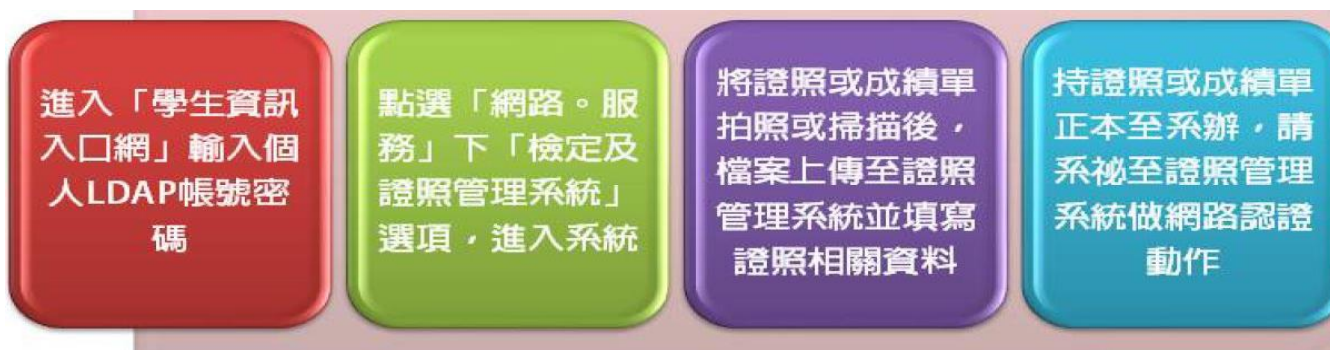 進入「學生資訊
入口網」輸入個
人LDAP帳號密
碼
點選「網路。服
務」下「檢定及
證照管理系統」
選項，進入系統
將證照或成績單
拍照或掃描後，
檔案上傳至證照
管理系統並填寫
證照相關資料
持證照或成績單
正本至系辦，請
系祕至證照管理
系統做網路認證
動作